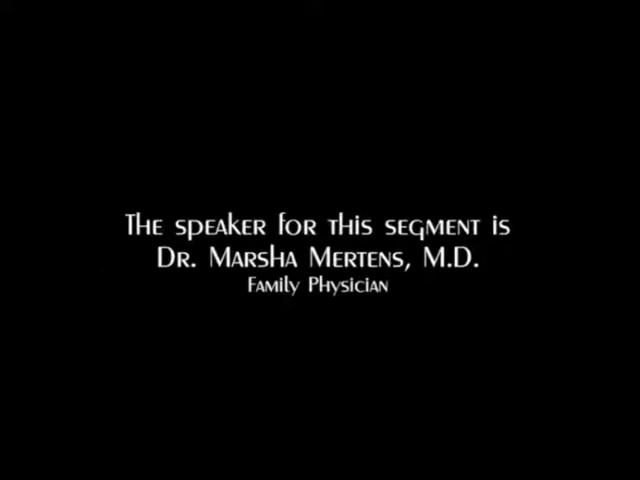 The speaker for this segment is
Dr. Marsha Mertens, M.D.
Family Physician